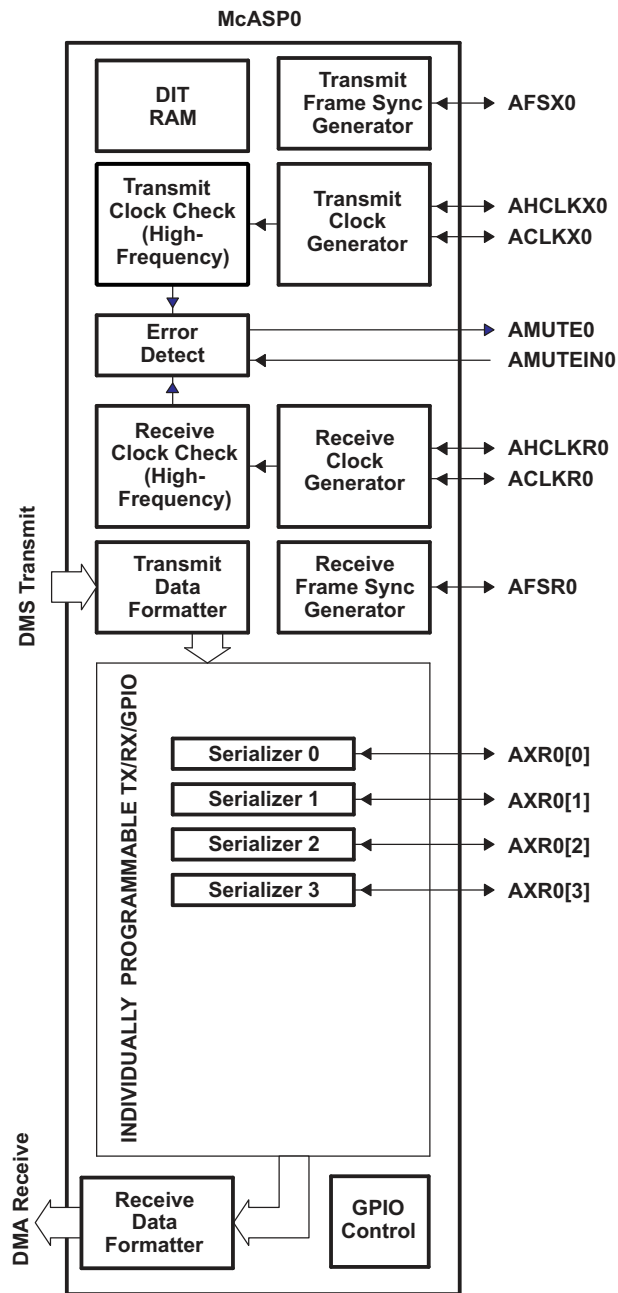 McASP0
DIT
RAM
Transmit
Frame Sync
Generator
AFSX0
Transmit
Clock Check
(High-
Frequency)
Transmit
Clock
Generator
AHCLKX0
ACLKX0
Error
Detect
AMUTE0
AMUTEIN0
Receive
Clock Check
(High-
Frequency)
Receive
Clock
Generator
AHCLKR0
ACLKR0
DMS Transmit
Transmit
Data
Formatter
Receive
Frame Sync
Generator
AFSR0
INDIVIDUALLY PROGRAMMABLE TX/RX/GPIO
Serializer 0
AXR0[0]
Serializer 1
AXR0[1]
Serializer 2
AXR0[2]
Serializer 3
AXR0[3]
DMA Receive
Receive
Data
Formatter
GPIO
Control